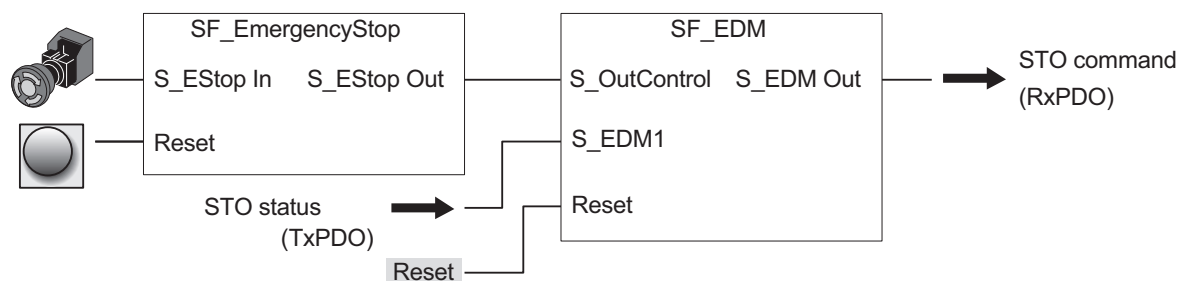 SF_EmergencyStop
S_EStop In S_EStop Out
Reset
SF_EDM
S_OutControl S_EDM Out
S_EDM1
Reset
STO command
(RxPDO)
STO status
(TxPDO)
Reset